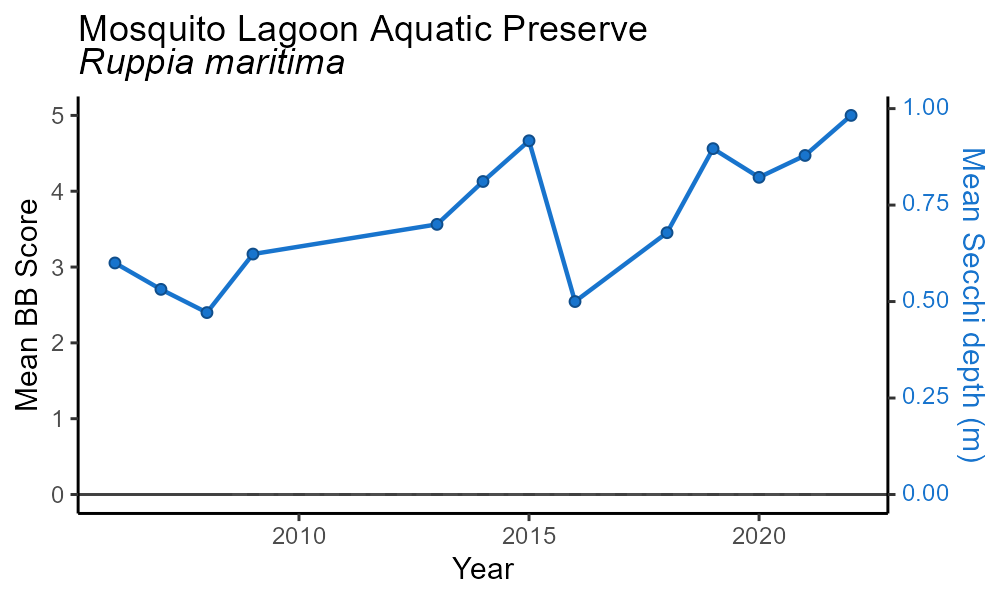 Mosquito Lagoon Aquatic Preserve
Ruppia maritima
Mean BB Score
5
4
3
2
1
0
1.00
0.75
0.50
0.25
0.00
Mean Secchi depth (m)
2010
2015
2020
Year